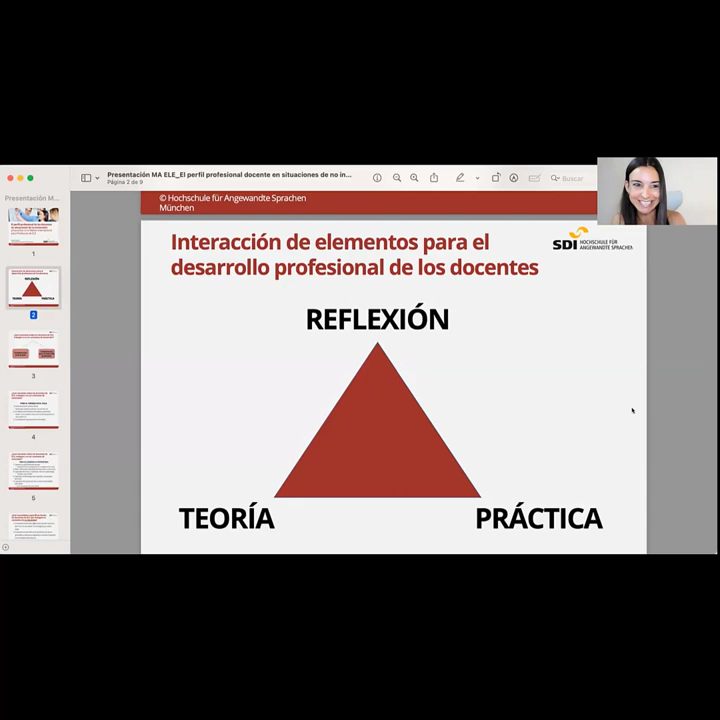 Presentación MA ELE_El perfil profesional docente en situaciones de no in...
Página 2 de 9
Buscar
Presentación M...
1
2
3
4
5
© Hochschule für Angewandte Sprachen
München
Interacción de elementos para el
desarrollo profesional de los docentes
SDI HOCHSCHULE FÜR
ANGEWANDTE SPRACHEN
REFLEXIÓN
TEORÍA
PRÁCTICA